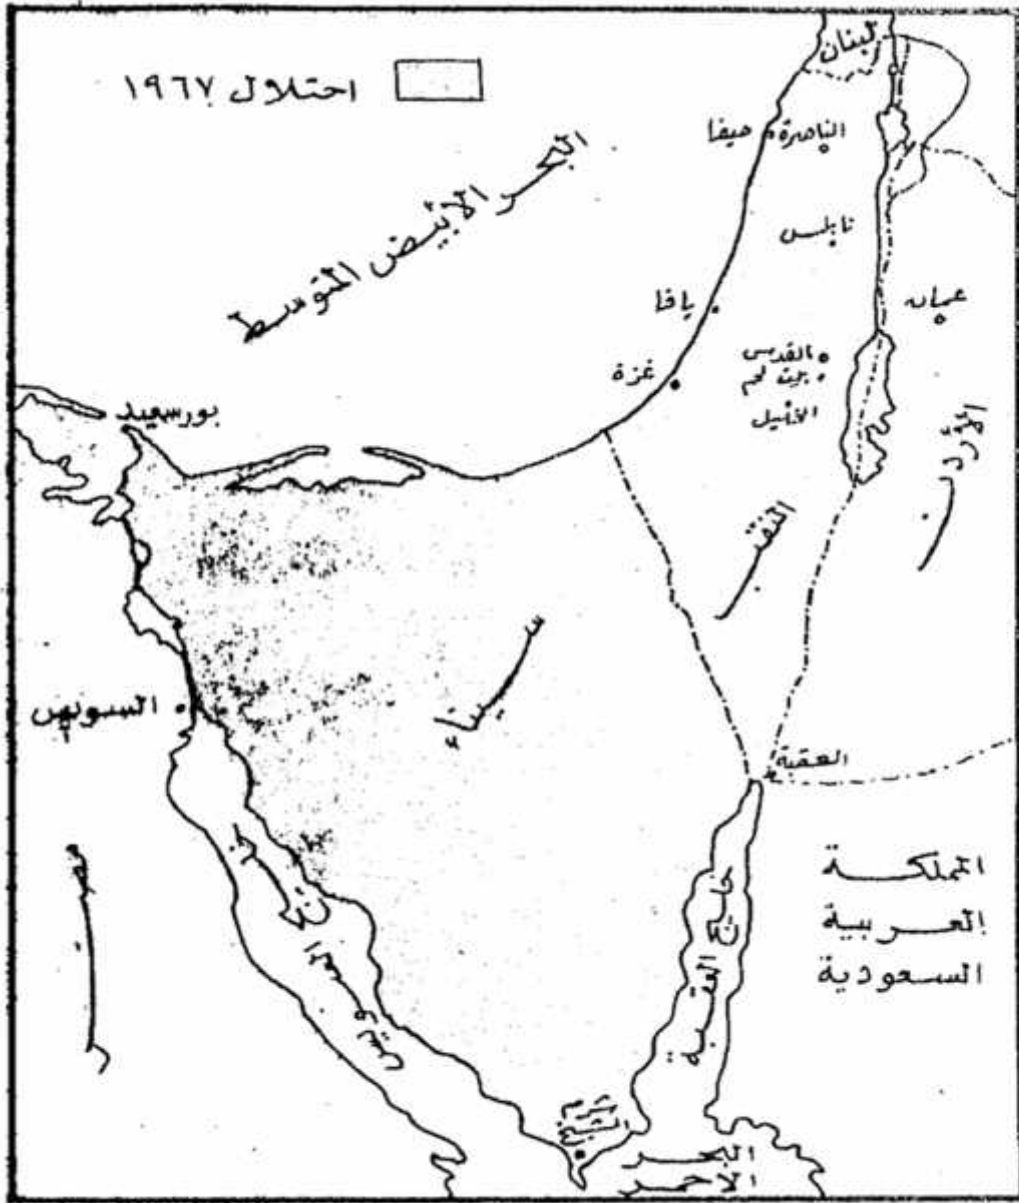 لبنان
احتلال ١٩٦٧
حيفا
الناصرة
البحر الأبيض المتوسط
نابلس
يافا
عمان
القدس
بيت لحم
الخليل
غزة
بورسعيد
الأردن
النقب
سيناء
السويس
العقبة
خليج السويس
خليج العقبة
المملكة
العربية
السعودية
مصر
شرم
الشيخ
البحر
الأحمر